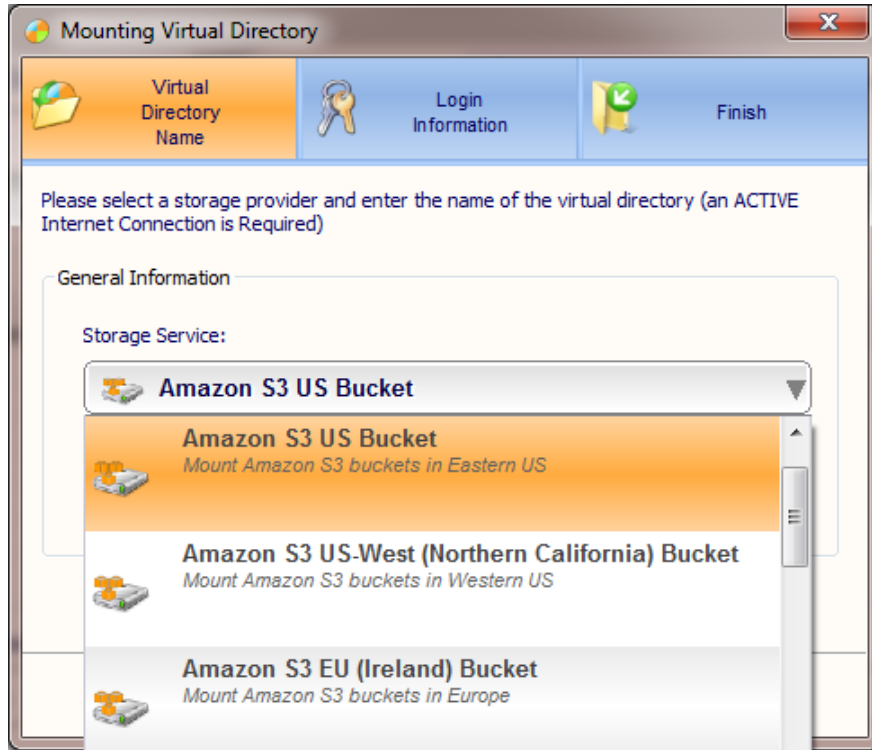 Mounting Virtual Directory
Virtual
Directory
Name
Login
Information
Finish
Please select a storage provider and enter the name of the virtual directory (an ACTIVE
Internet Connection is Required)
General Information
Storage Service:
Amazon S3 US Bucket
Amazon S3 US Bucket
Mount Amazon S3 buckets in Eastern US
Amazon S3 US-West (Northern California) Bucket
Mount Amazon S3 buckets in Western US
Amazon S3 EU (Ireland) Bucket
Mount Amazon S3 buckets in Europe